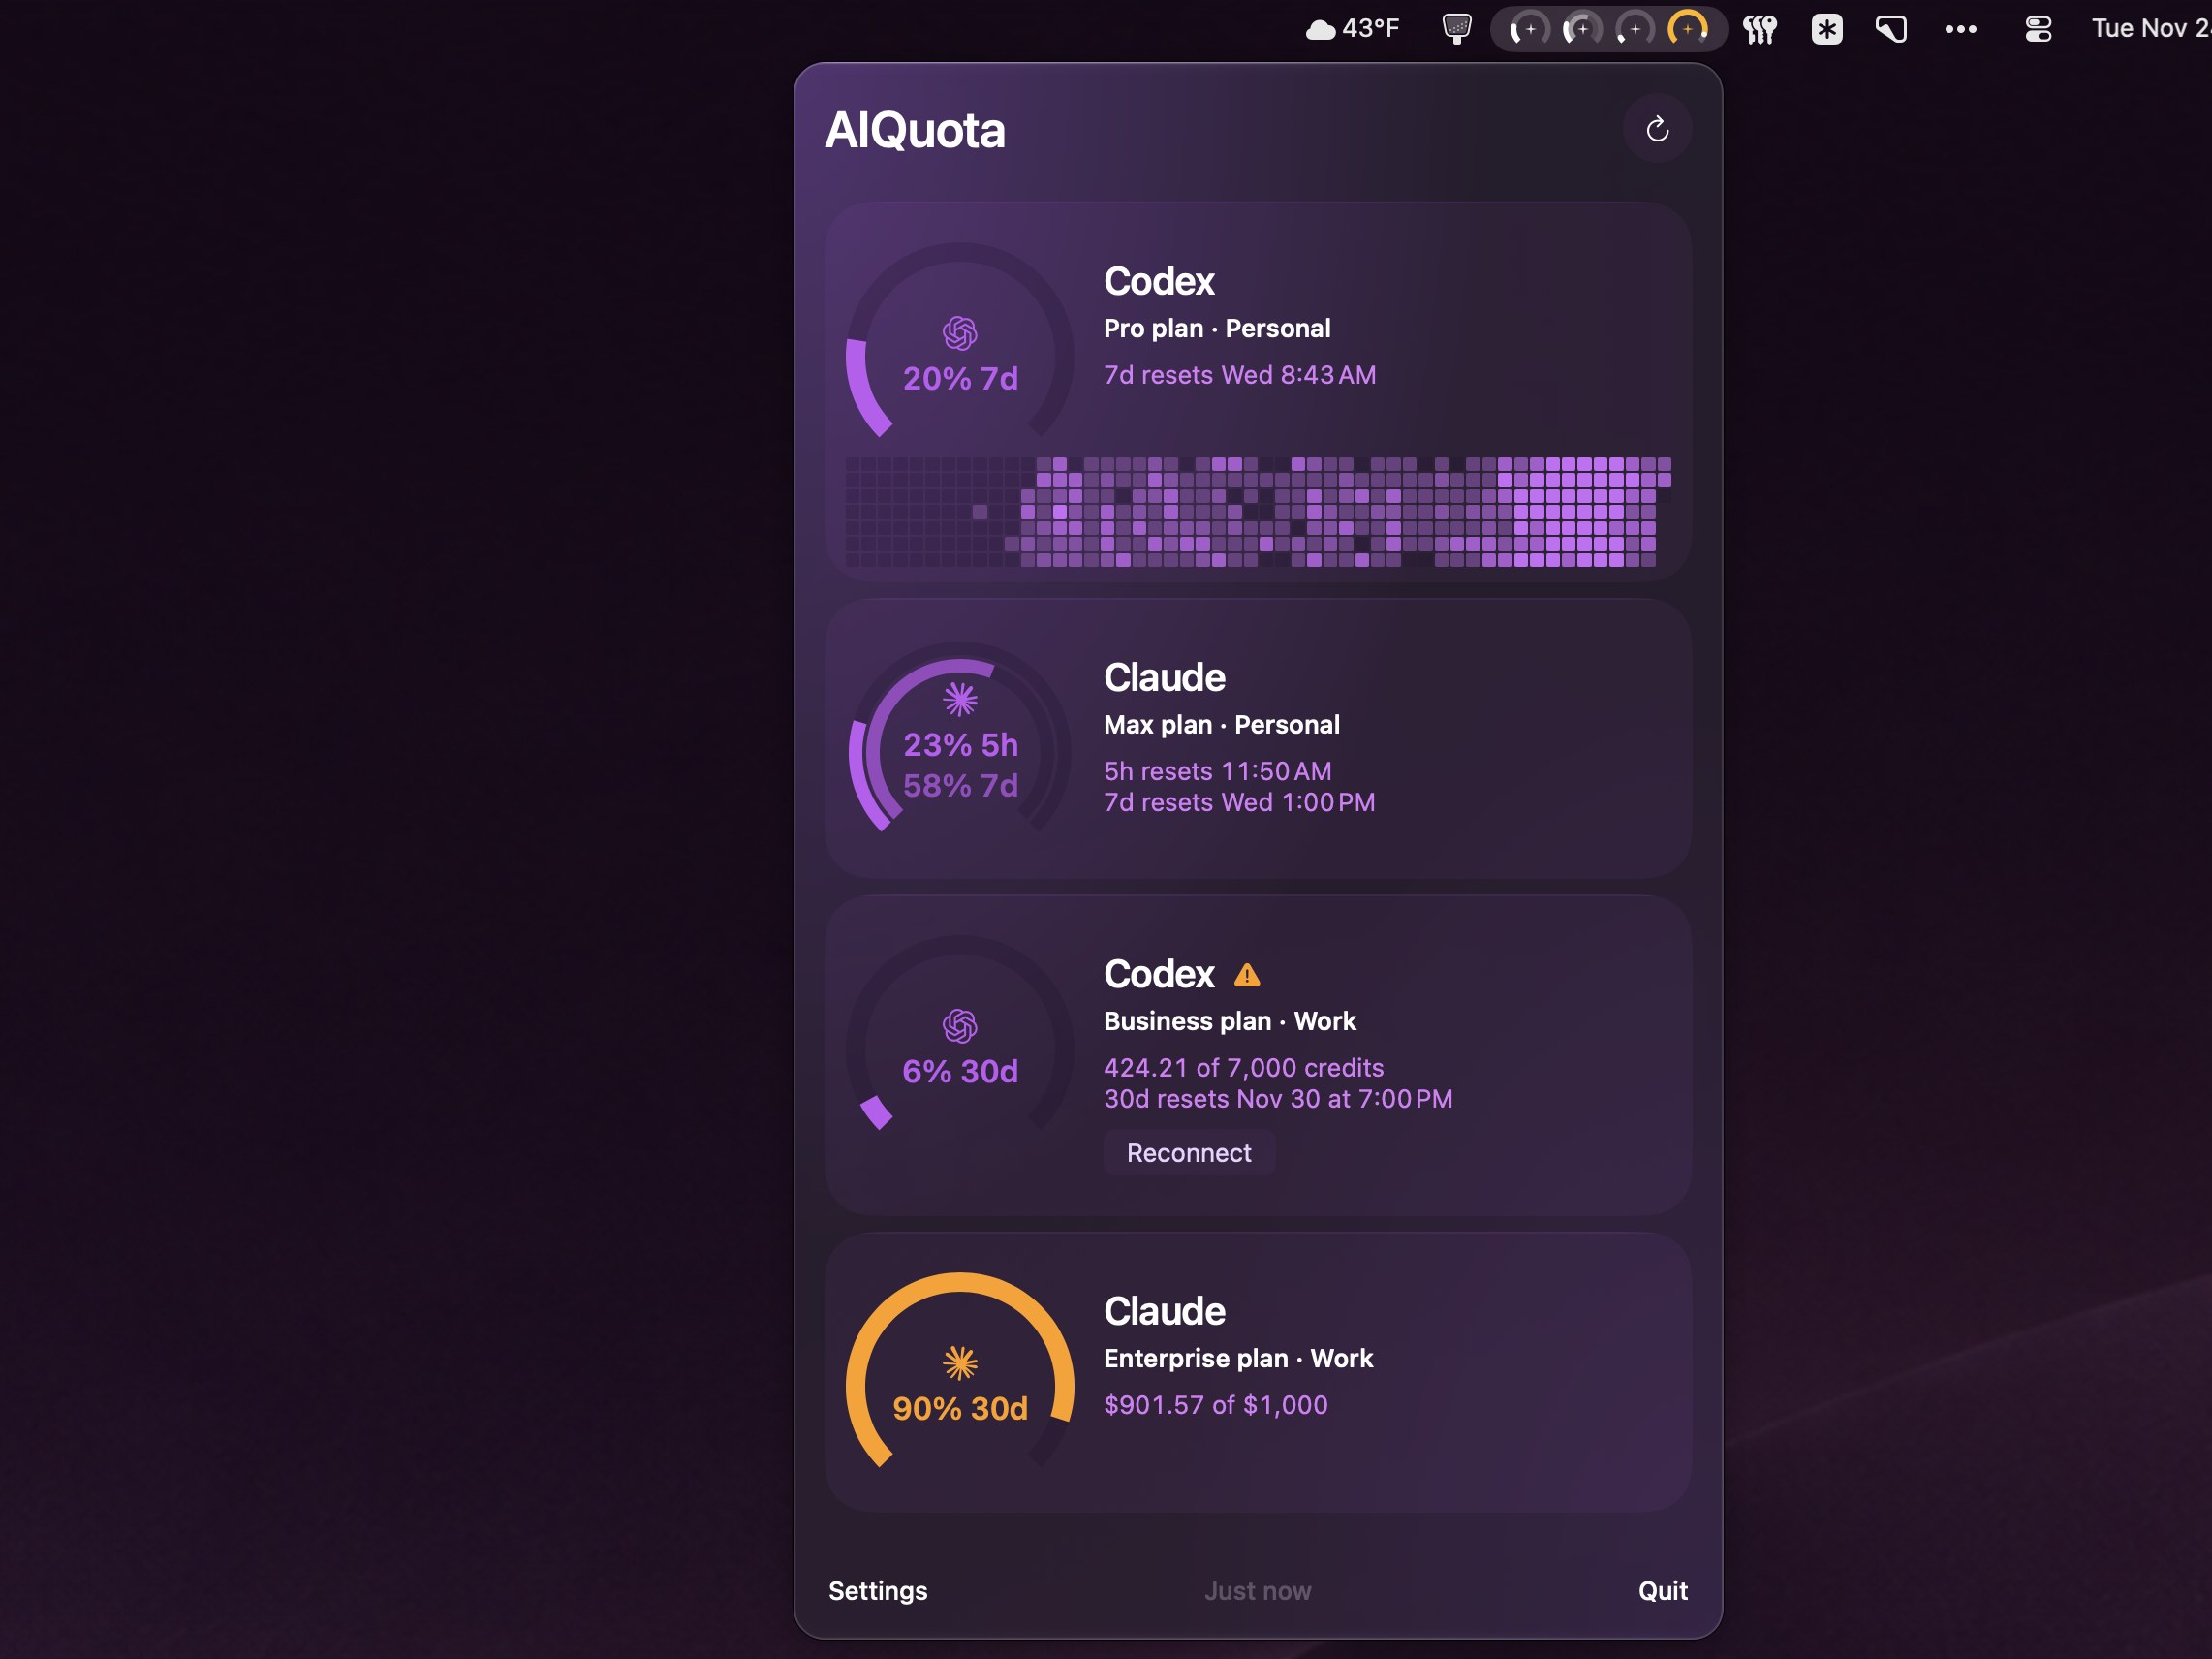 43°F
Tue Nov 2
AIQuota
Codex
Pro plan · Personal
7d resets Wed 8:43 AM
20% 7d
Claude
Max plan · Personal
5h resets 11:50 AM
7d resets Wed 1:00 PM
23% 5h
58% 7d
Codex
Business plan · Work
424.21 of 7,000 credits
30d resets Nov 30 at 7:00 PM
Reconnect
6% 30d
Claude
Enterprise plan · Work
$901.57 of $1,000
90% 30d
Settings
Just now
Quit